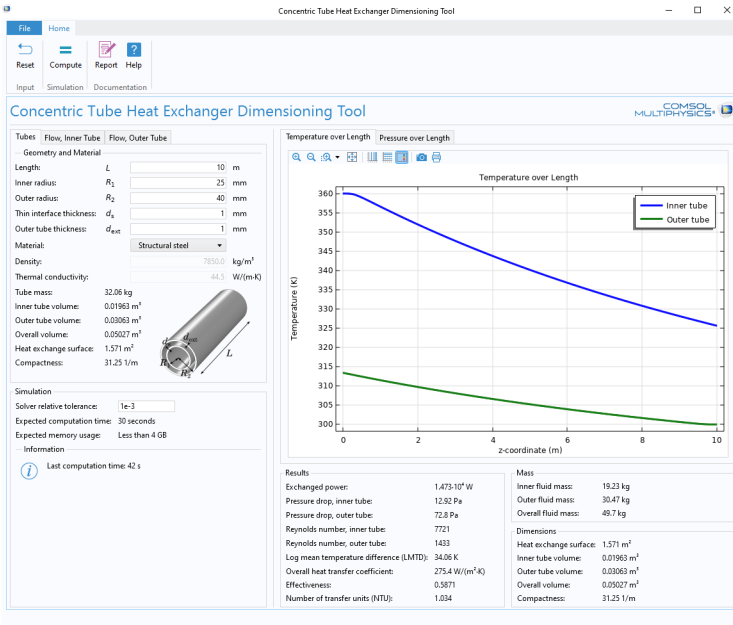 Concentric Tube Heat Exchanger Dimensioning Tool
File Home
Reset Compute Report Help
Input Simulation Documentation
Concentric Tube Heat Exchanger Dimensioning Tool
COMSOL
MULTIPHYSICS®
Tubes Flow, Inner Tube Flow, Outer Tube
Geometry and Material
Length: L 10 m
Inner radius: R₁ 25 mm
Outer radius: R₂ 40 mm
Thin interface thickness: dₛ 1 mm
Outer tube thickness: d_ext 1 mm
Material: Structural steel
Density: 7850.0 kg/m³
Thermal conductivity: 44.5 W/(m·K)
Tube mass: 32.06 kg
Inner tube volume: 0.01963 m³
Outer tube volume: 0.03063 m³
Overall volume: 0.05027 m³
Heat exchange surface: 1.571 m²
Compactness: 31.25 1/m
d_ext
L
R₂
Simulation
Solver relative tolerance: 1e-3
Expected computation time: 30 seconds
Expected memory usage: Less than 4 GB
Information
i Last computation time: 42 s
Temperature over Length Pressure over Length
Temperature over Length
Inner tube
Outer tube
Temperature (K)
360
355
350
345
340
335
330
325
320
315
310
305
300
0 2 4 6 8 10
z-coordinate (m)
Results
Exchanged power: 1.473·10⁴ W
Pressure drop, inner tube: 12.92 Pa
Pressure drop, outer tube: 72.8 Pa
Reynolds number, inner tube: 7721
Reynolds number, outer tube: 1433
Log mean temperature difference (LMTD): 34.06 K
Overall heat transfer coefficient: 275.4 W/(m²·K)
Effectiveness: 0.5871
Number of transfer units (NTU): 1.034
Mass
Inner fluid mass: 19.23 kg
Outer fluid mass: 30.47 kg
Overall fluid mass: 49.7 kg
Dimensions
Heat exchange surface: 1.571 m²
Inner tube volume: 0.01963 m³
Outer tube volume: 0.03063 m³
Overall volume: 0.05027 m³
Compactness: 31.25 1/m